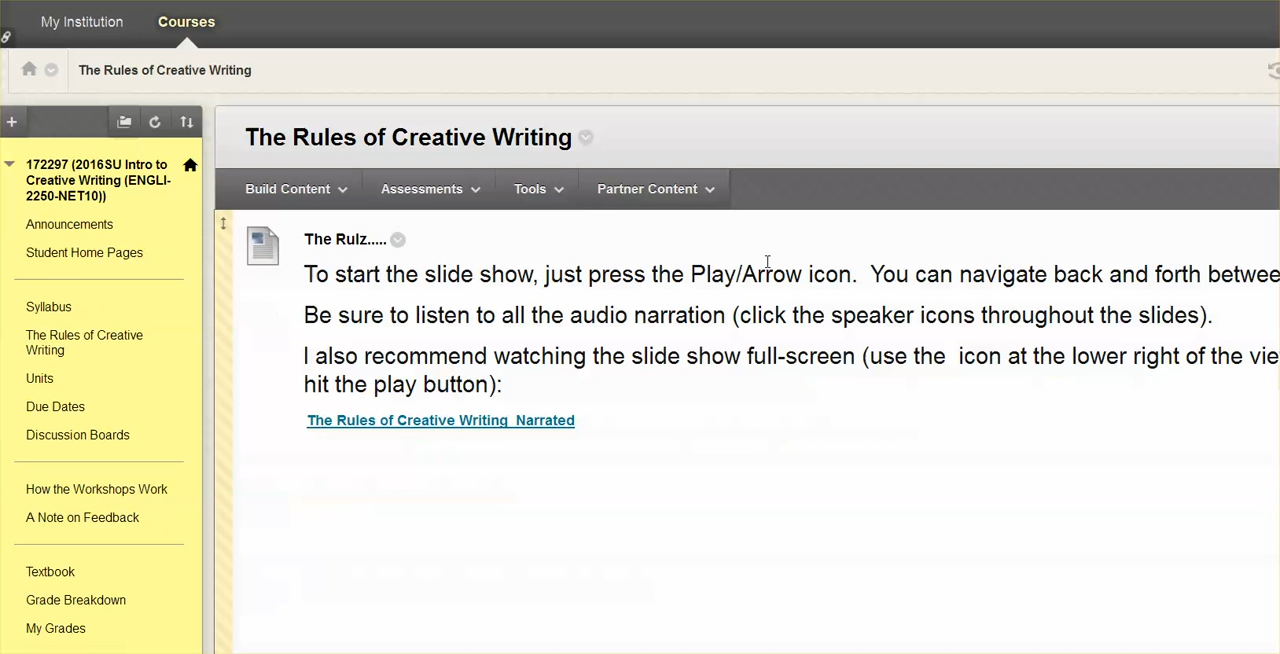 My Institution
Courses
The Rules of Creative Writing
172297 (2016SU Intro to
Creative Writing (ENGLI-
2250-NET10))
Announcements
Student Home Pages
Syllabus
The Rules of Creative
Writing
Units
Due Dates
Discussion Boards
How the Workshops Work
A Note on Feedback
Textbook
Grade Breakdown
My Grades
The Rules of Creative Writing
Build Content
Assessments
Tools
Partner Content
The Rulz.....
To start the slide show, just press the Play/Arrow icon.  You can navigate back and forth
Be sure to listen to all the audio narration (click the speaker icons throughout the slides).
I also recommend watching the slide show full-screen (use the  icon at the lower right of the
hit the play button):
The Rules of Creative Writing_Narrated